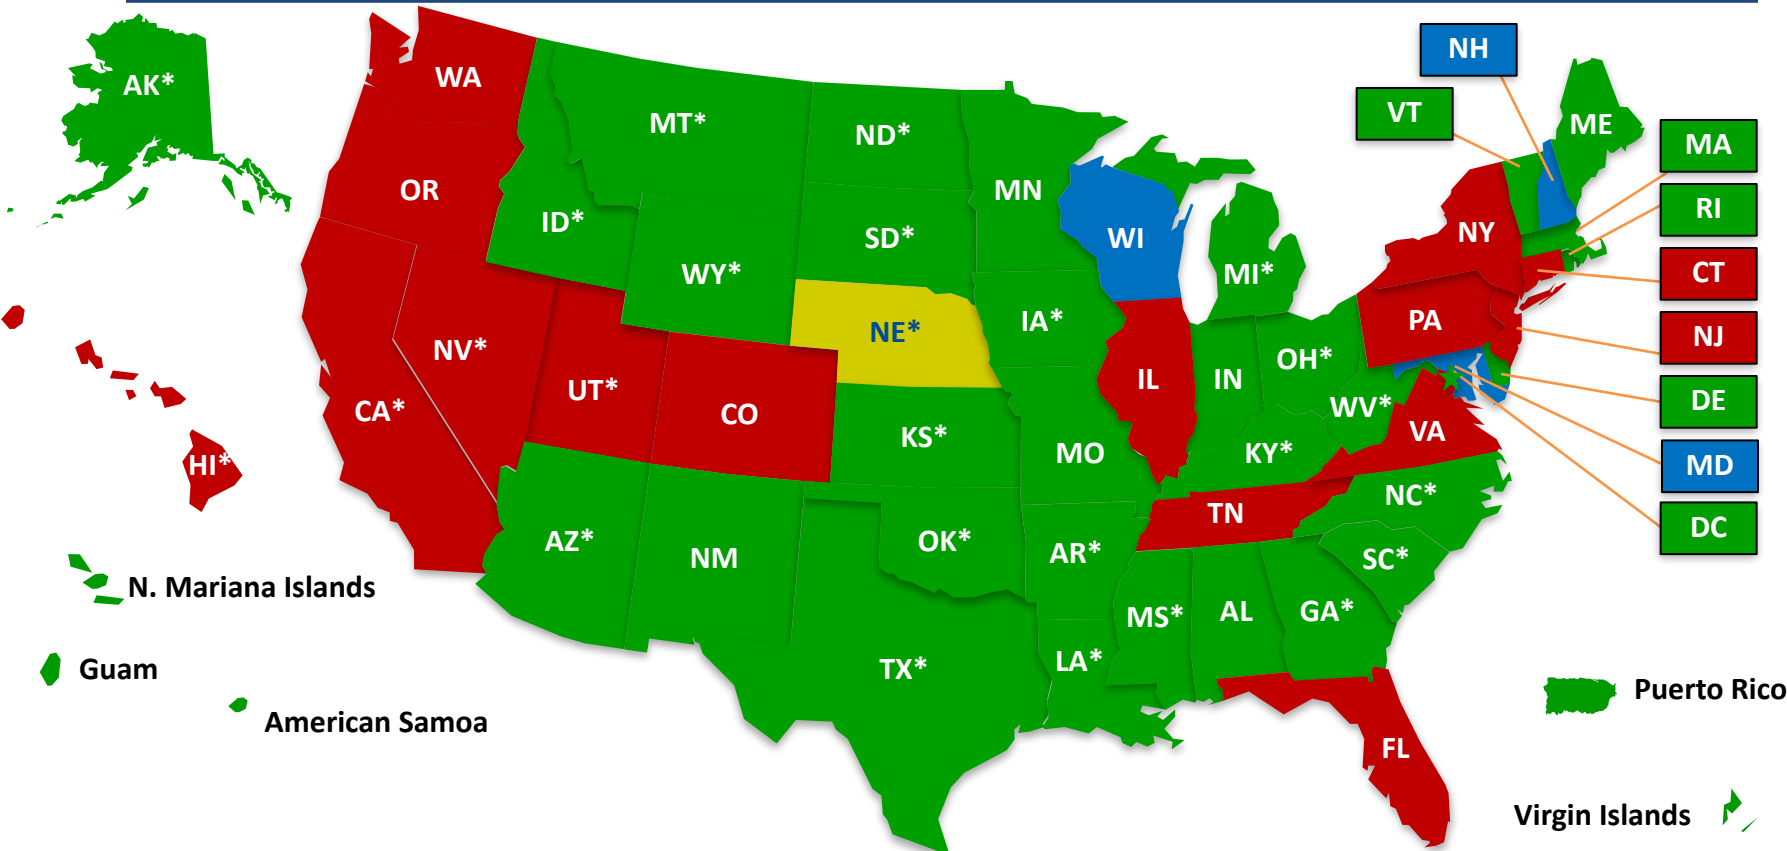 NH
AK*
WA
VT
MT*
ME
ND*
MA
OR
MN
RI
ID*
SD*
WI
NY
WY*
MI*
CT
NE*
IA*
PA
NJ
NV*
OH*
UT*
IL
IN
CA*
CO
WV*
DE
KS*
VA
MO
KY*
HI*
MD
NC*
TN
DC
AZ*
NM
OK*
AR*
SC*
N. Mariana Islands
MS*
AL
GA*
Guam
TX*
LA*
Puerto Rico
American Samoa
FL
Virgin Islands